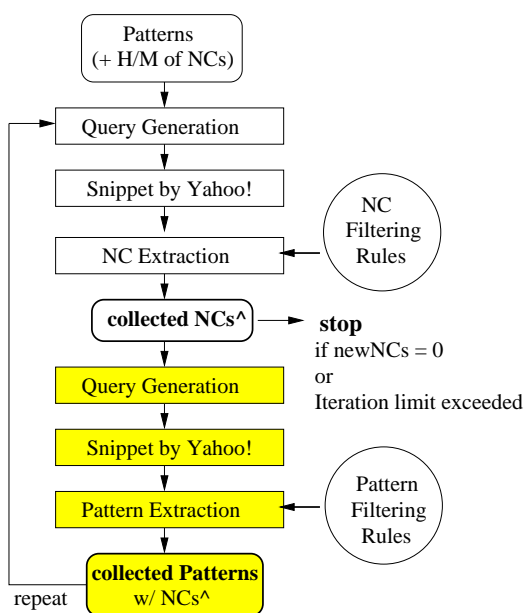 Patterns
(+ H/M of NCs)
Query Generation
Snippet by Yahoo!
NC
Filtering
Rules
NC Extraction
collected NCs^
stop
if newNCs = 0
or
Iteration limit exceeded
Query Generation
Snippet by Yahoo!
Pattern
Filtering
Rules
Pattern Extraction
collected Patterns
w/ NCs^
repeat